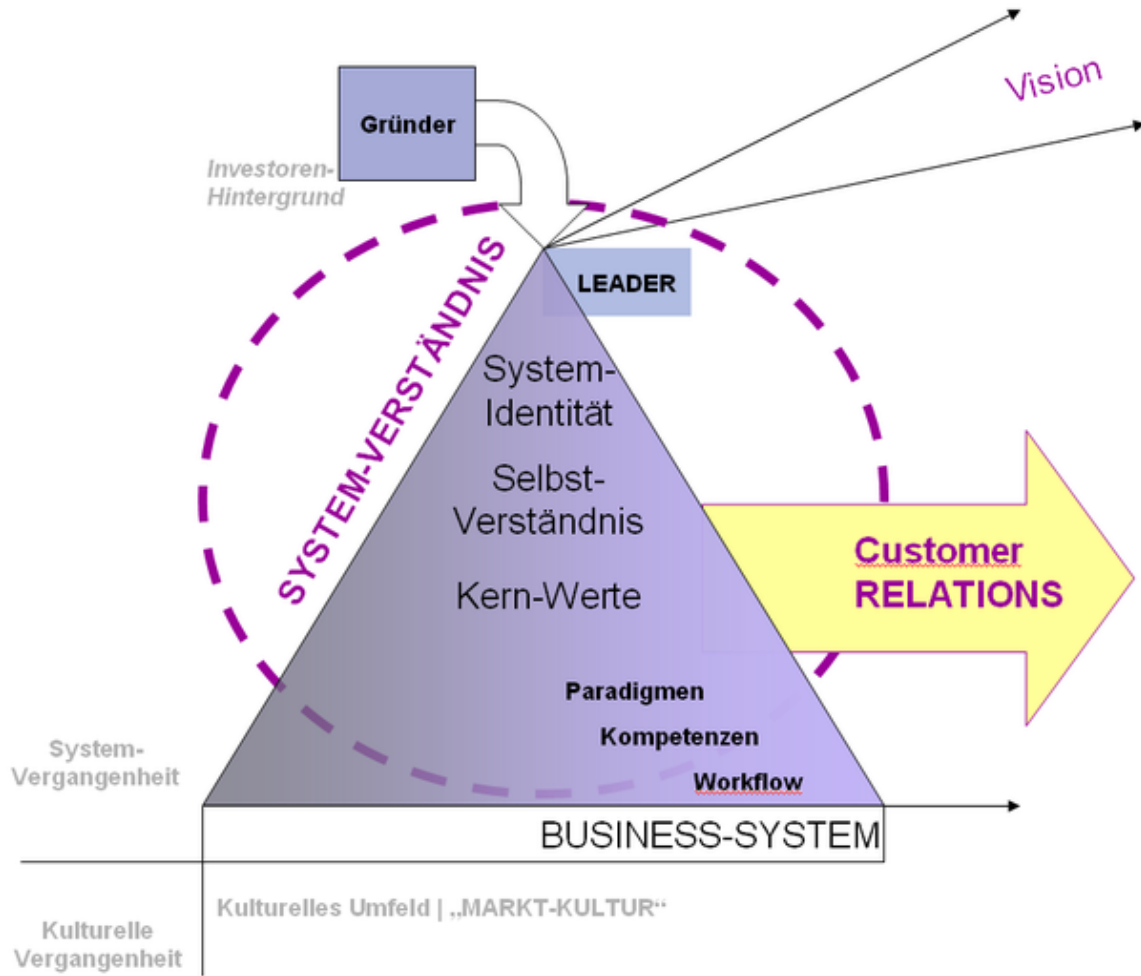 Vision
Gründer
Investoren-
Hintergrund
SYSTEM-VERSTÄNDNIS
LEADER
System-
Identität
Selbst-
Verständnis
Kern-Werte
Customer
RELATIONS
Paradigmen
Kompetenzen
Workflow
System-
Vergangenheit
BUSINESS-SYSTEM
Kulturelles Umfeld | „MARKT-KULTUR“
Kulturelle
Vergangenheit